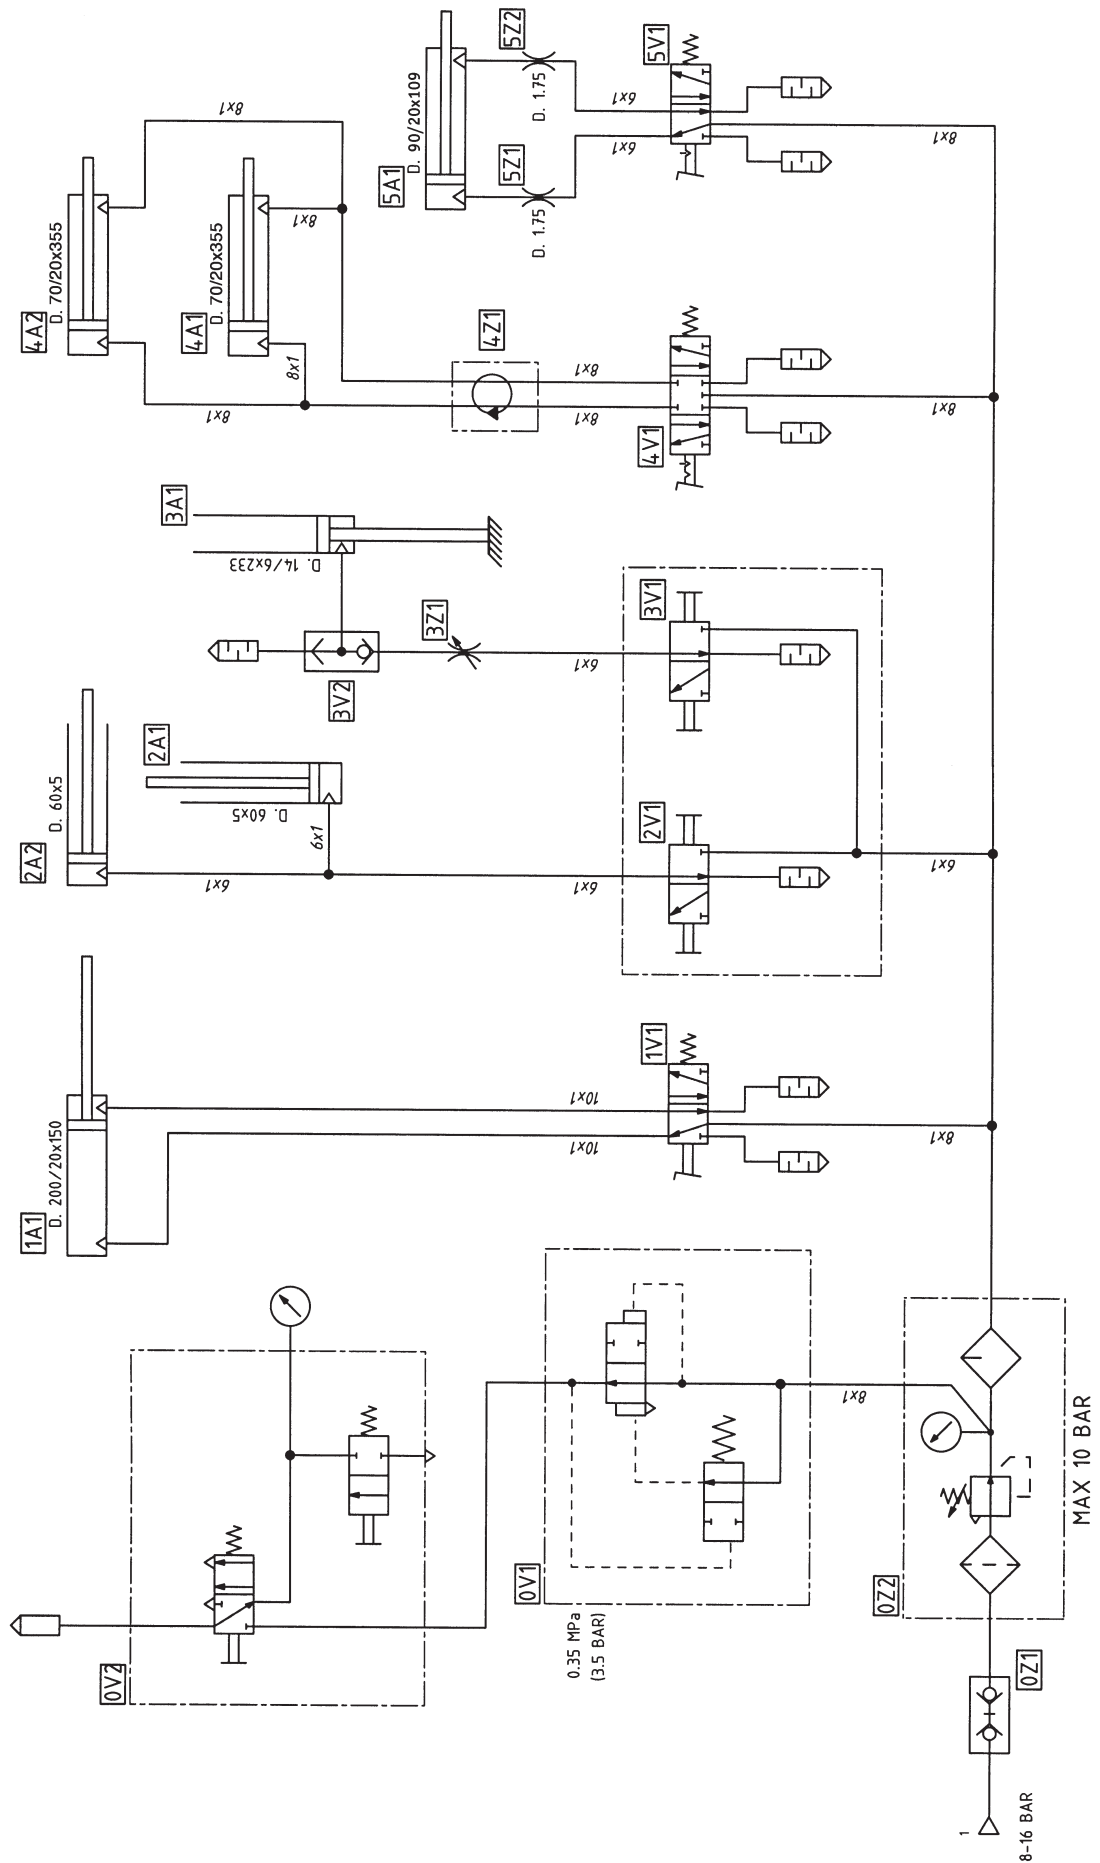 4A2
D. 70/20x355
4A1
D. 70/20x355
8x1
8x1
8x1
8x1
5A1
D. 90/20x109
5Z2
D. 1.75
5Z1
D. 1.75
6x1
6x1
5V1
8x1
4Z1
8x1
8x1
4V1
8x1
3A1
D. 14/6x233
3V2
3Z1
6x1
3V1
2A2
D. 60x5
2A1
D. 60x5
6x1
6x1
6x1
2V1
6x1
1A1
D. 200/20x150
10x1
10x1
1V1
8x1
0V2
0V1
0.35 MPa
(3.5 BAR)
8x1
0Z2
MAX 10 BAR
0Z1
1
8-16 BAR